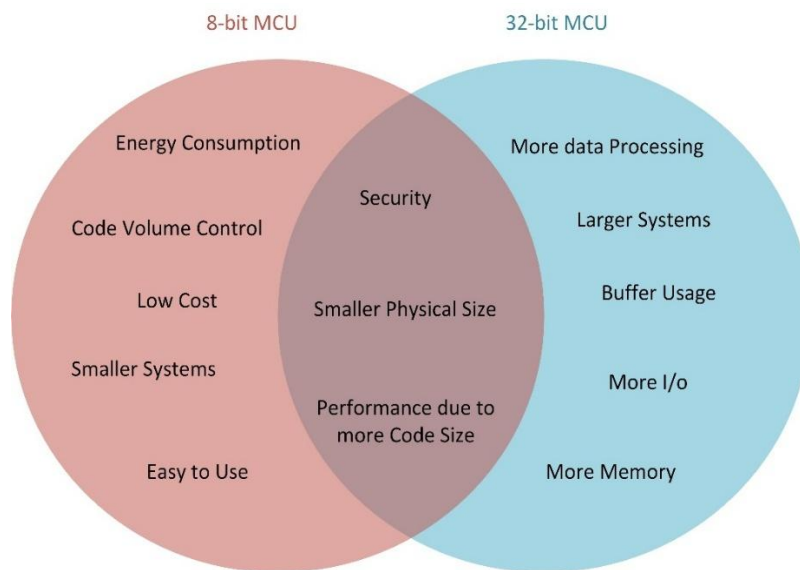 8-bit MCU
32-bit MCU
Energy Consumption
Code Volume Control
Low Cost
Smaller Systems
Easy to Use
Security
Smaller Physical Size
Performance due to
more Code Size
More data Processing
Larger Systems
Buffer Usage
More I/o
More Memory